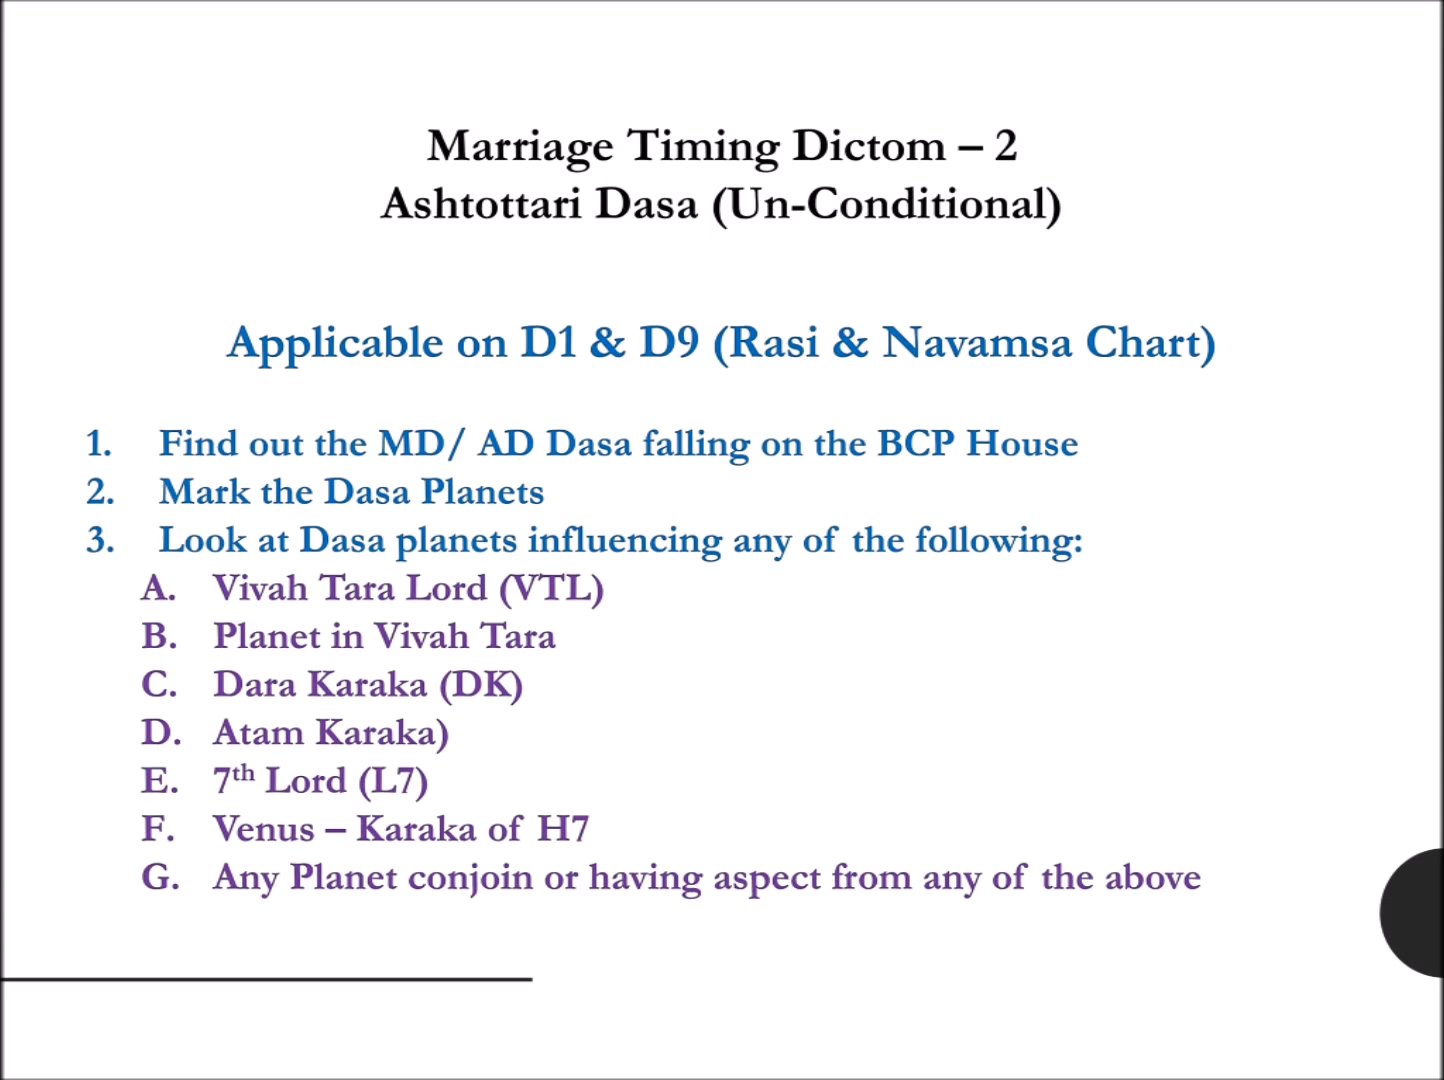 Marriage Timing Dictom – 2
Ashtottari Dasa (Un-Conditional)
Applicable on D1 & D9 (Rasi & Navamsa Chart)
1. Find out the MD/ AD Dasa falling on the BCP House
2. Mark the Dasa Planets
3. Look at Dasa planets influencing any of the following:
A. Vivah Tara Lord (VTL)
B. Planet in Vivah Tara
C. Dara Karaka (DK)
D. Atam Karaka)
E. 7th Lord (L7)
F. Venus – Karaka of H7
G. Any Planet conjoin or having aspect from any of the above